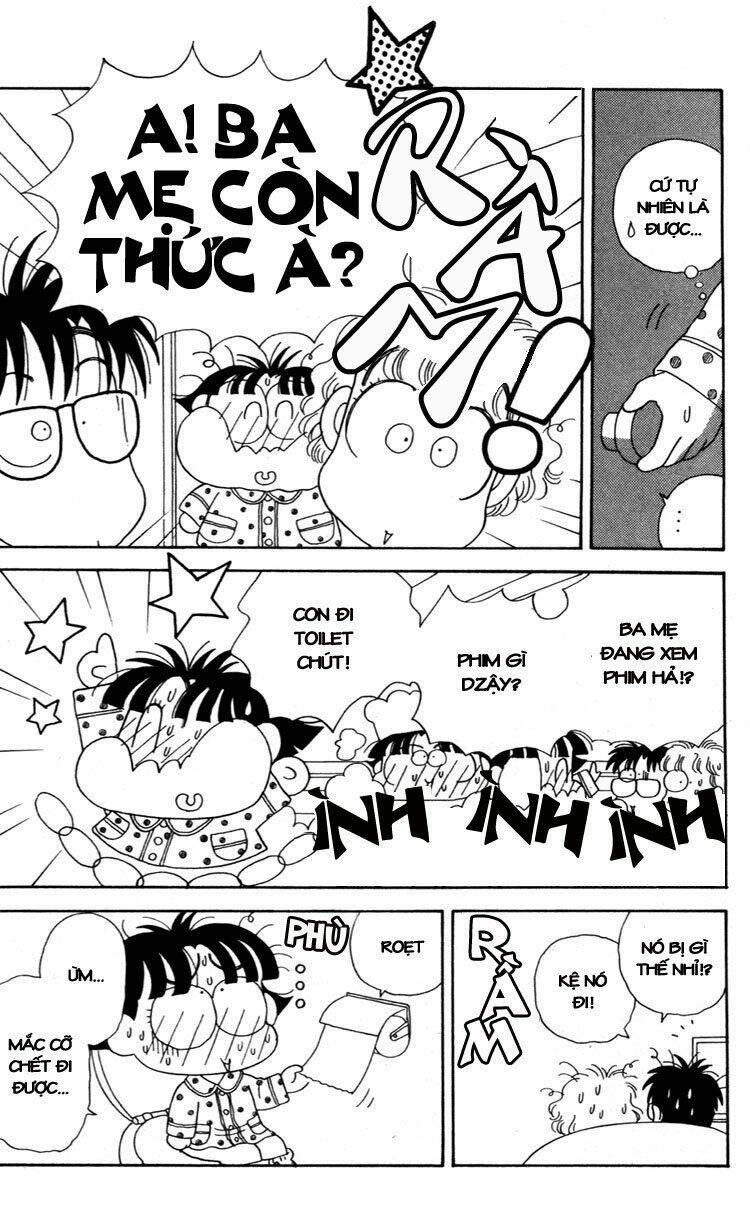 CỨ TỰ
NHIÊN LÀ
ĐƯỢC...
...
A! BA
MẸ CÒN
THỨC À?
RẦM!
BA MẸ
ĐANG XEM
PHIM HẢ!?
PHIM GÌ
DZẬY?
CON ĐI
TOILET
CHÚT!
ÌNH ÌNH ÌNH
NÓ BỊ GÌ
THẾ NHỈ!?
KỆ NÓ
ĐI!
RẦM
ROẸT
PHÙ
ỪM...
MẮC CỠ
CHẾT ĐI
ĐƯỢC...